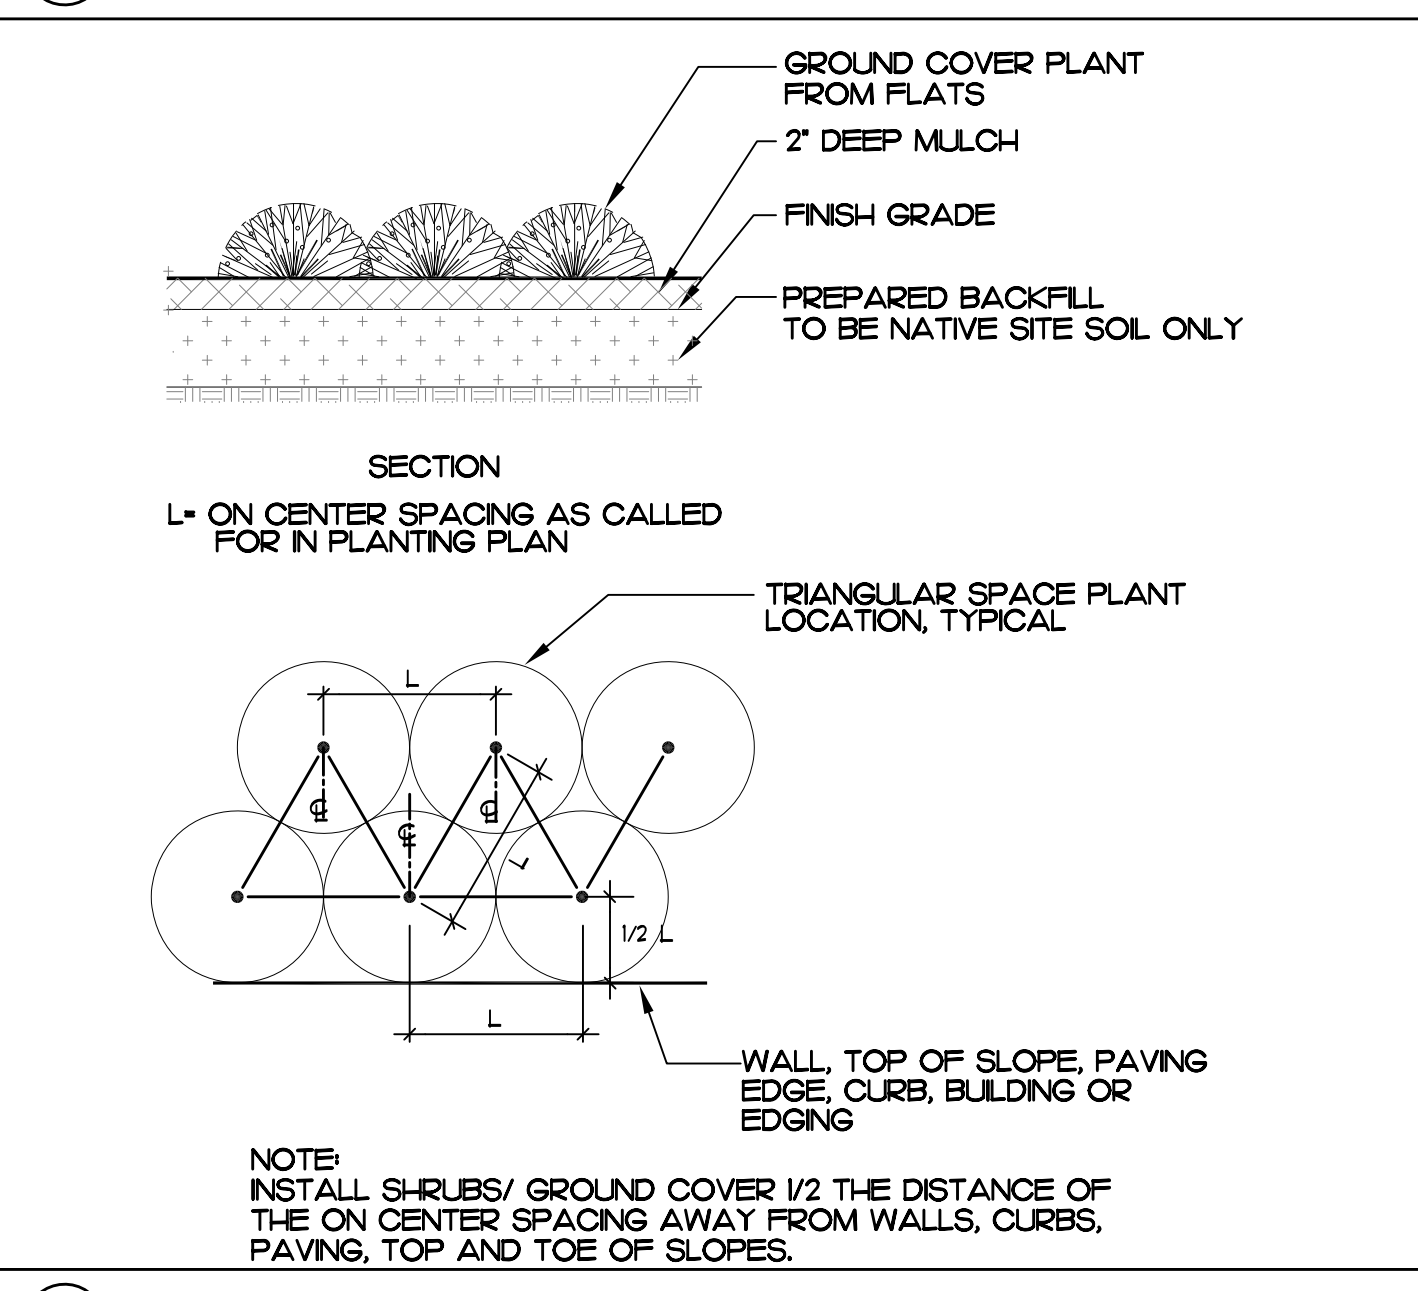 GROUND COVER PLANT
FROM FLATS
2" DEEP MULCH
FINISH GRADE
PREPARED BACKFILL
TO BE NATIVE SITE SOIL ONLY
SECTION
L= ON CENTER SPACING AS CALLED
FOR IN PLANTING PLAN
TRIANGULAR SPACE PLANT
LOCATION, TYPICAL
L
℄
℄
℄
L
1/2 L
L
WALL, TOP OF SLOPE, PAVING
EDGE, CURB, BUILDING OR
EDGING
NOTE:
INSTALL SHRUBS/ GROUND COVER 1/2 THE DISTANCE OF
THE ON CENTER SPACING AWAY FROM WALLS, CURBS,
PAVING, TOP AND TOE OF SLOPES.